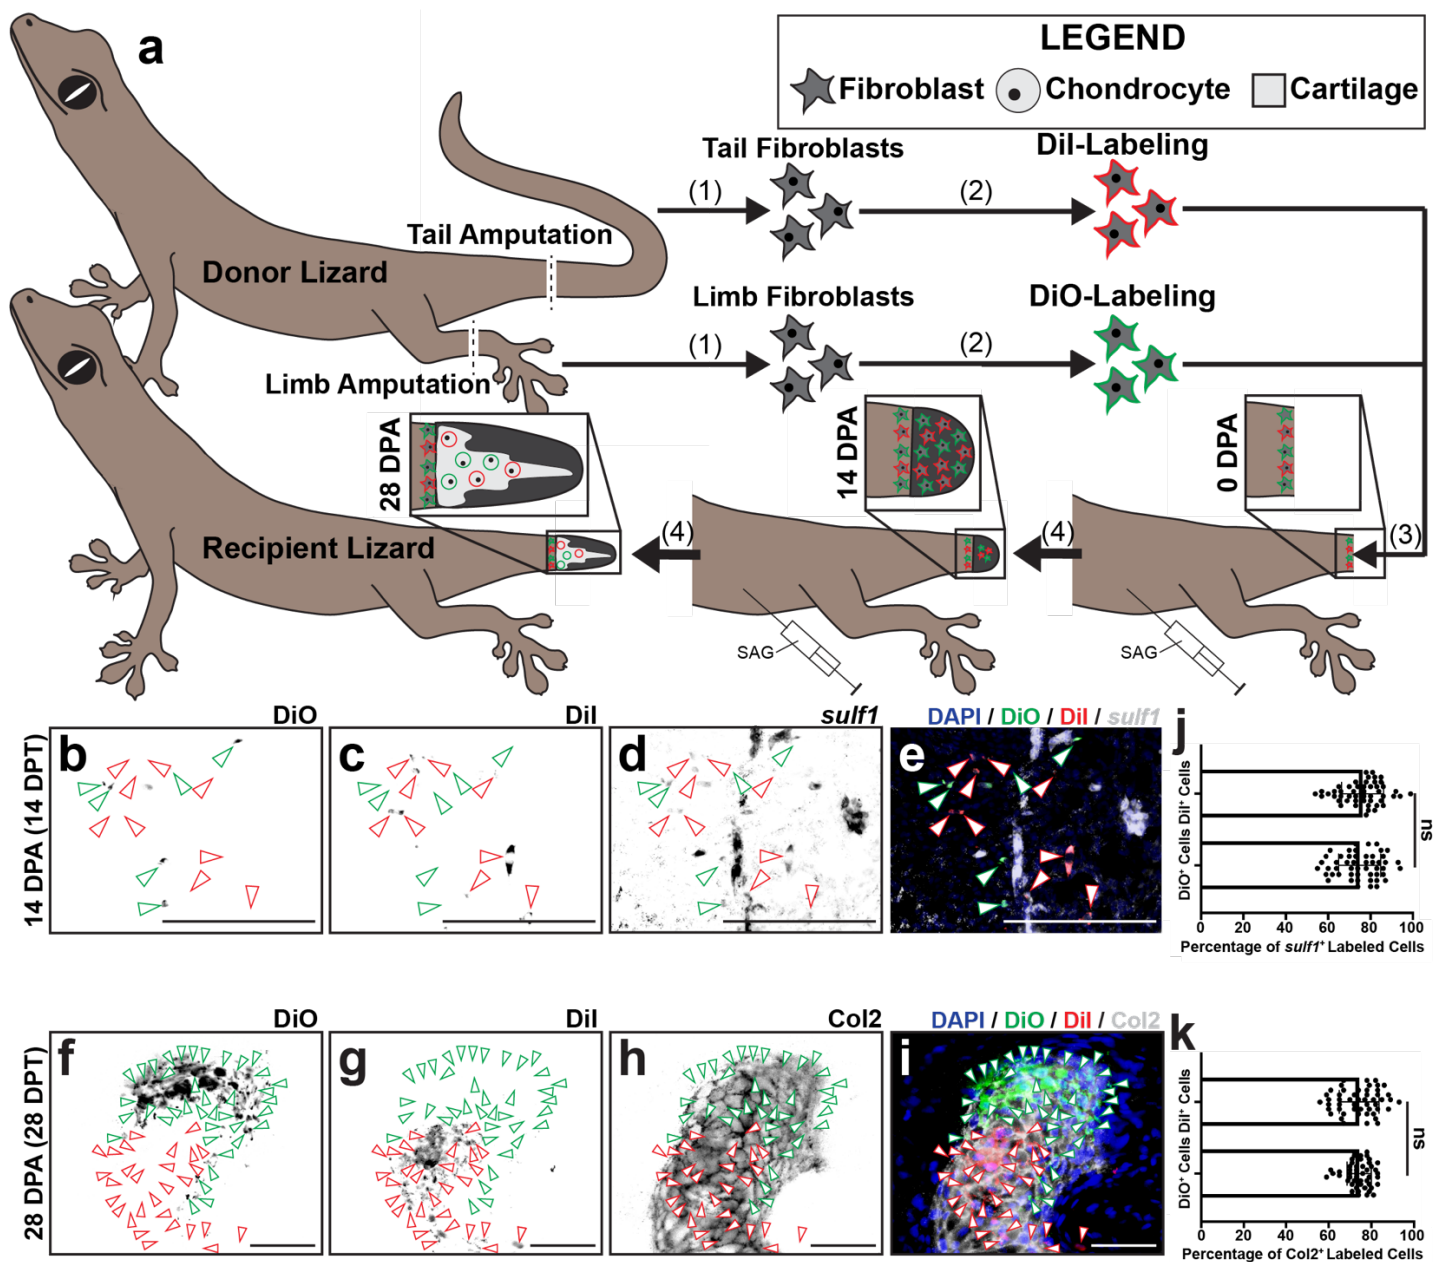 a
LEGEND
Fibroblast Chondrocyte Cartilage
Tail Fibroblasts
DiI-Labeling
(1) (2)
Tail Amputation
Donor Lizard
Limb Fibroblasts
DiO-Labeling
(1) (2)
Limb Amputation
28 DPA
14 DPA
0 DPA
Recipient Lizard
(4) (4) (3)
SAG SAG
14 DPA (14 DPT)
b DiO
c DiI
d sulf1
e DAPI / DiO / DiI / sulf1
j
DiO⁺ Cells DiI⁺ Cells
ns
0 20 40 60 80 100
Percentage of sulf1⁺ Labeled Cells
28 DPA (28 DPT)
f DiO
g DiI
h Col2
i DAPI / DiO / DiI / Col2
k
DiO⁺ Cells DiI⁺ Cells
ns
0 20 40 60 80 100
Percentage of Col2⁺ Labeled Cells